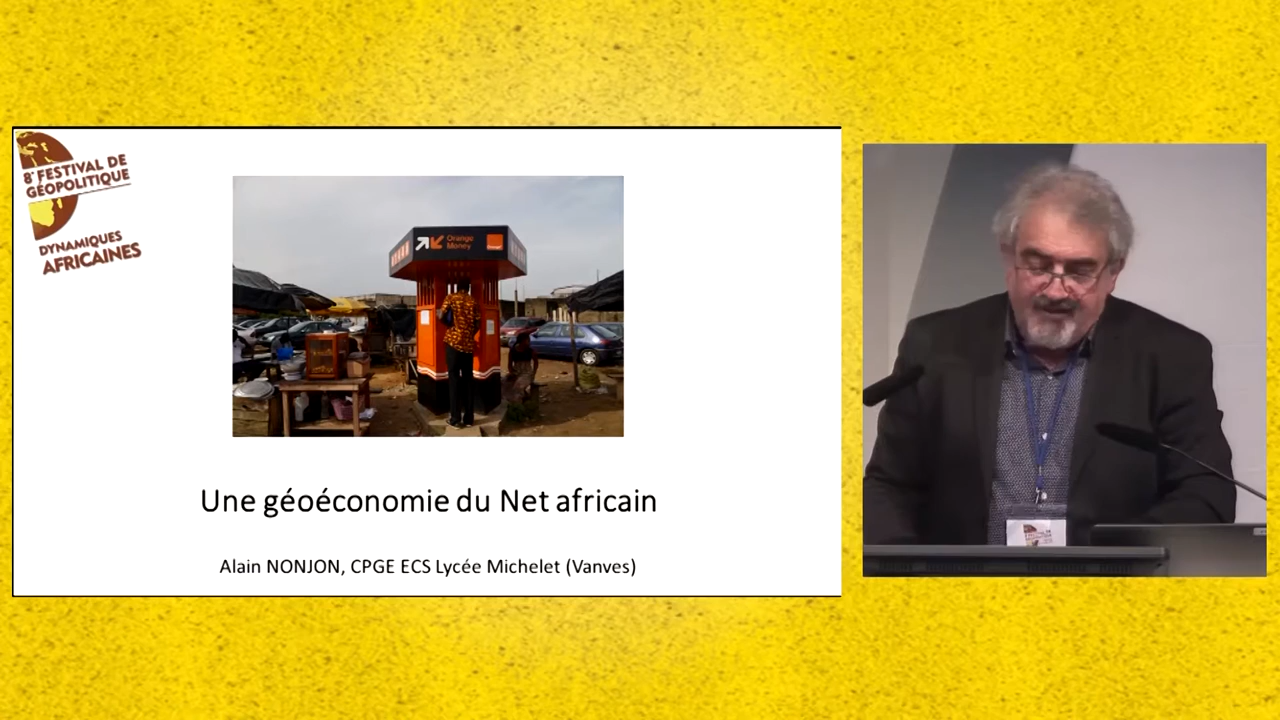 8e FESTIVAL DE
GÉOPOLITIQUE
DYNAMIQUES
AFRICAINES
Orange
Money
Une géoéconomie du Net africain
Alain NONJON, CPGE ECS Lycée Michelet (Vanves)